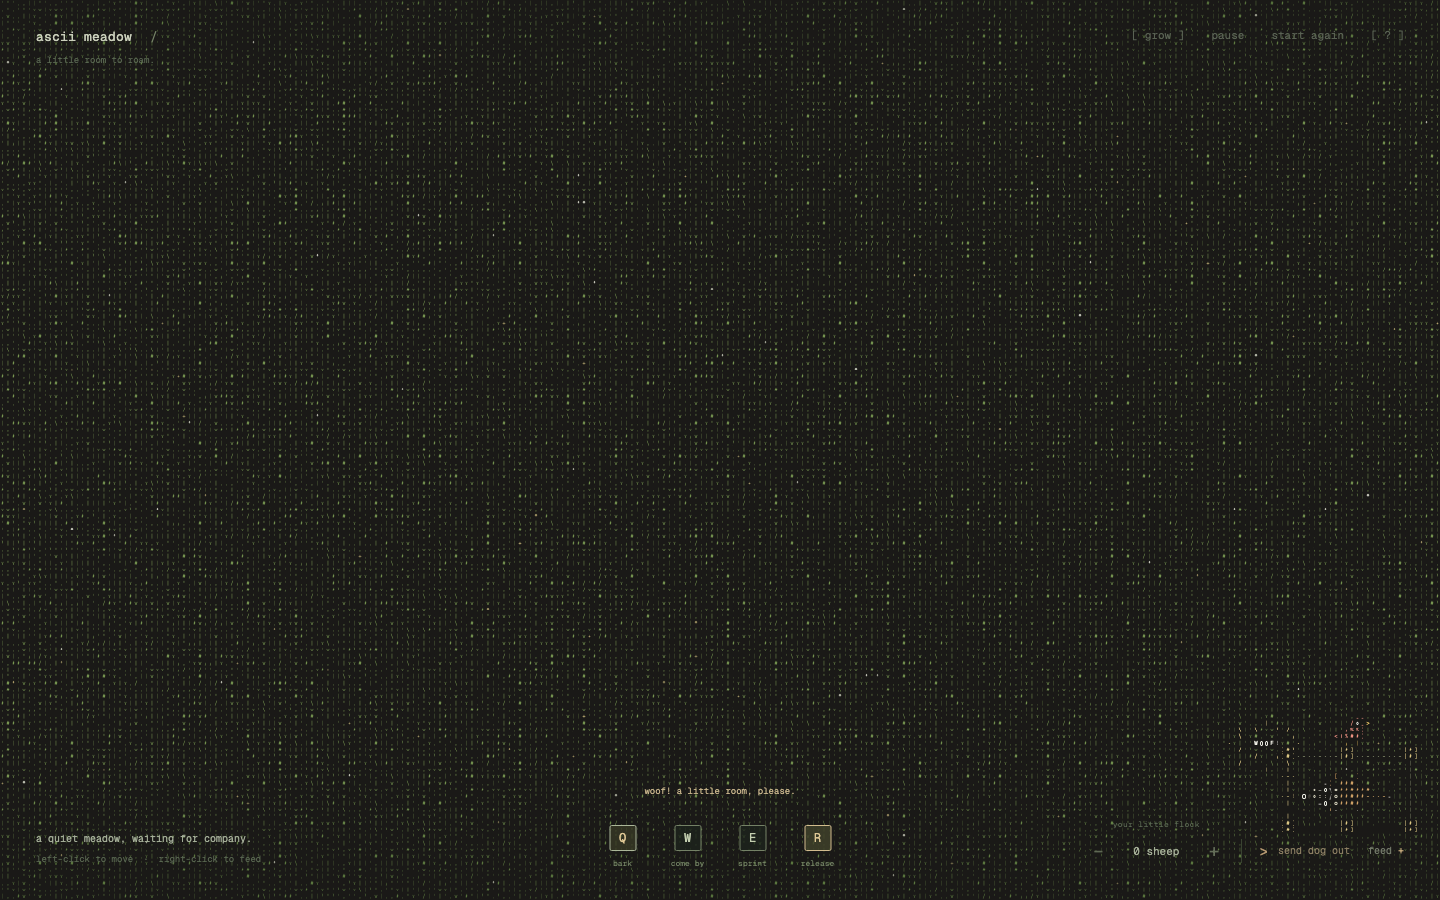 ascii meadow /
[ grow ] pause start again [ ? ]
a little room to roam
WOOF
woof! a little room, please.
your little flock
a quiet meadow, waiting for company.
left-click to move · right-click to feed
Q W E R
bark come by sprint release
− 0 sheep + > send dog out feed +